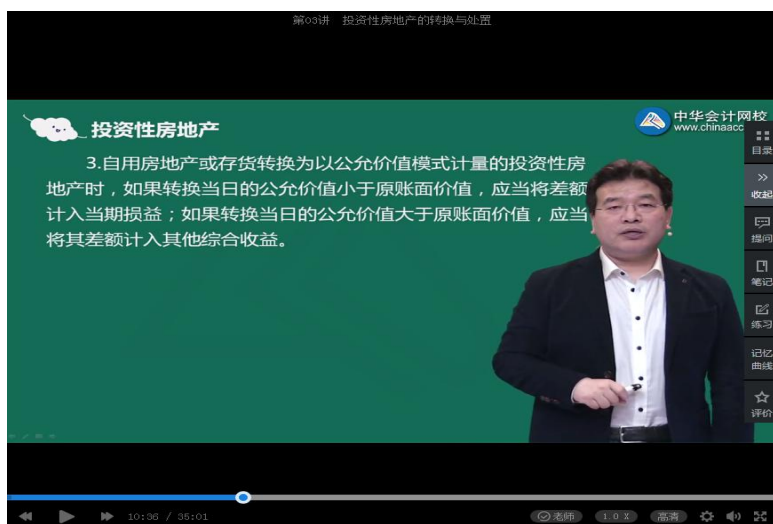 第03讲 投资性房地产的转换与处置
投资性房地产
中华会计网校
www.chinaacc
3.自用房地产或存货转换为以公允价值模式计量的投资性房
地产时，如果转换当日的公允价值小于原账面价值，应当将差额
计入当期损益；如果转换当日的公允价值大于原账面价值，应当
将其差额计入其他综合收益。
目录
收起
提问
笔记
练习
记忆
曲线
评价
10:36 / 35:01
老师
1.0 X
高清